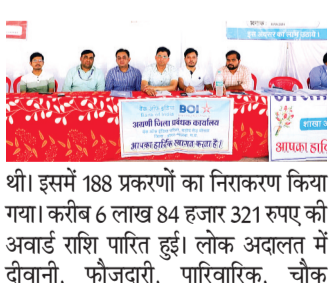 बैंक ऑफ़ इंडिया BOI
अग्रणी जिला प्रबंधक कार्यालय
आपका हार्दिक स्वागत करता है।
शाखा
आपका हार्दि
थी। इसमें 188 प्रकरणों का निराकरण किया
गया। करीब 6 लाख 84 हजार 321 रुपए की
अवार्ड राशि पारित हुई। लोक अदालत में
दीवानी, फौजदारी, पारिवारिक, चौक